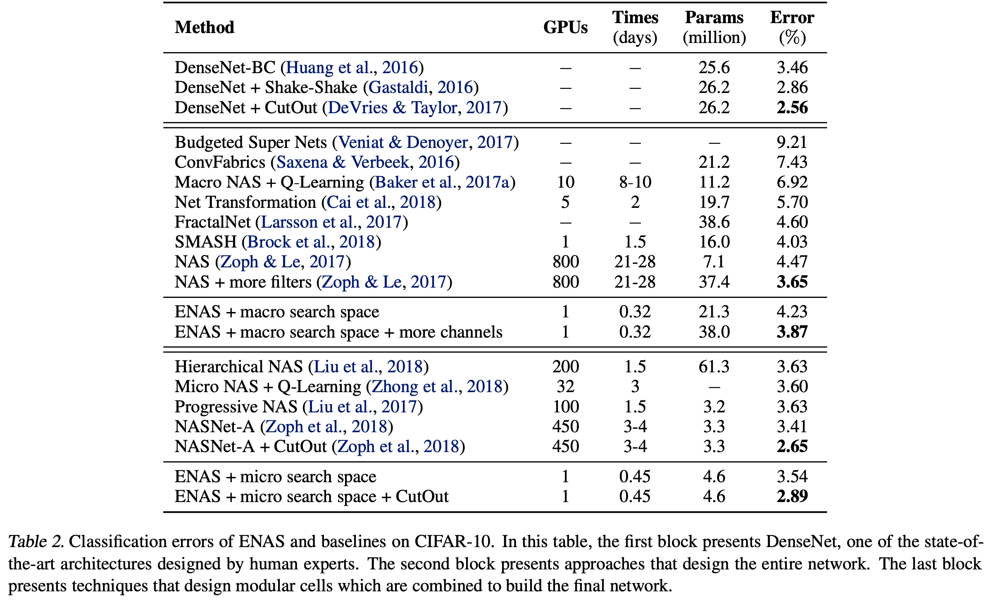 Method GPUs Times (days) Params (million) Error (%)
DenseNet-BC (Huang et al., 2016) – – 25.6 3.46
DenseNet + Shake-Shake (Gastaldi, 2016) – – 26.2 2.86
DenseNet + CutOut (DeVries & Taylor, 2017) – – 26.2 2.56
Budgeted Super Nets (Veniat & Denoyer, 2017) – – – 9.21
ConvFabrics (Saxena & Verbeek, 2016) – – 21.2 7.43
Macro NAS + Q-Learning (Baker et al., 2017a) 10 8-10 11.2 6.92
Net Transformation (Cai et al., 2018) 5 2 19.7 5.70
FractalNet (Larsson et al., 2017) – – 38.6 4.60
SMASH (Brock et al., 2018) 1 1.5 16.0 4.03
NAS (Zoph & Le, 2017) 800 21-28 7.1 4.47
NAS + more filters (Zoph & Le, 2017) 800 21-28 37.4 3.65
ENAS + macro search space 1 0.32 21.3 4.23
ENAS + macro search space + more channels 1 0.32 38.0 3.87
Hierarchical NAS (Liu et al., 2018) 200 1.5 61.3 3.63
Micro NAS + Q-Learning (Zhong et al., 2018) 32 3 – 3.60
Progressive NAS (Liu et al., 2017) 100 1.5 3.2 3.63
NASNet-A (Zoph et al., 2018) 450 3-4 3.3 3.41
NASNet-A + CutOut (Zoph et al., 2018) 450 3-4 3.3 2.65
ENAS + micro search space 1 0.45 4.6 3.54
ENAS + micro search space + CutOut 1 0.45 4.6 2.89
Table 2. Classification errors of ENAS and baselines on CIFAR-10. In this table, the first block presents DenseNet, one of the state-of-
the-art architectures designed by human experts. The second block presents approaches that design the entire network. The last block
presents techniques that design modular cells which are combined to build the final network.